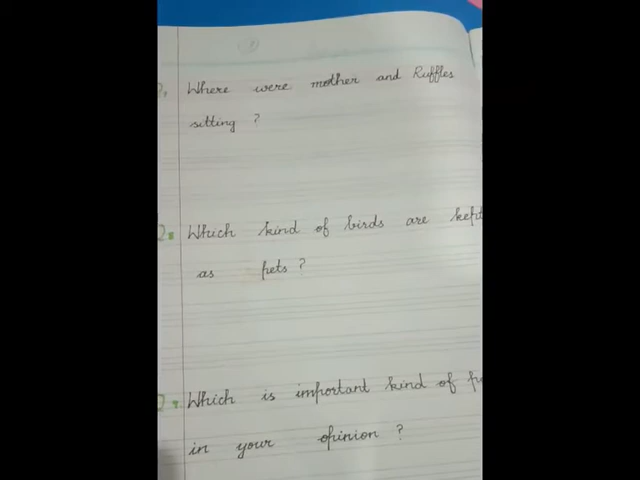 Where were mother and Ruffles
sitting ?
Which kind of birds are kept
as pets ?
Which is important kind of
in your opinion ?